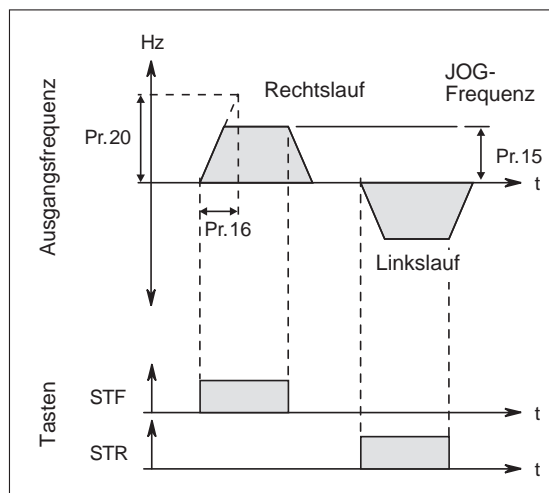 Hz
Ausgangsfrequenz
Rechtslauf
JOG-
Frequenz
Pr.20
Pr.15
t
Pr.16
Linkslauf
Tasten
STF
t
STR
t